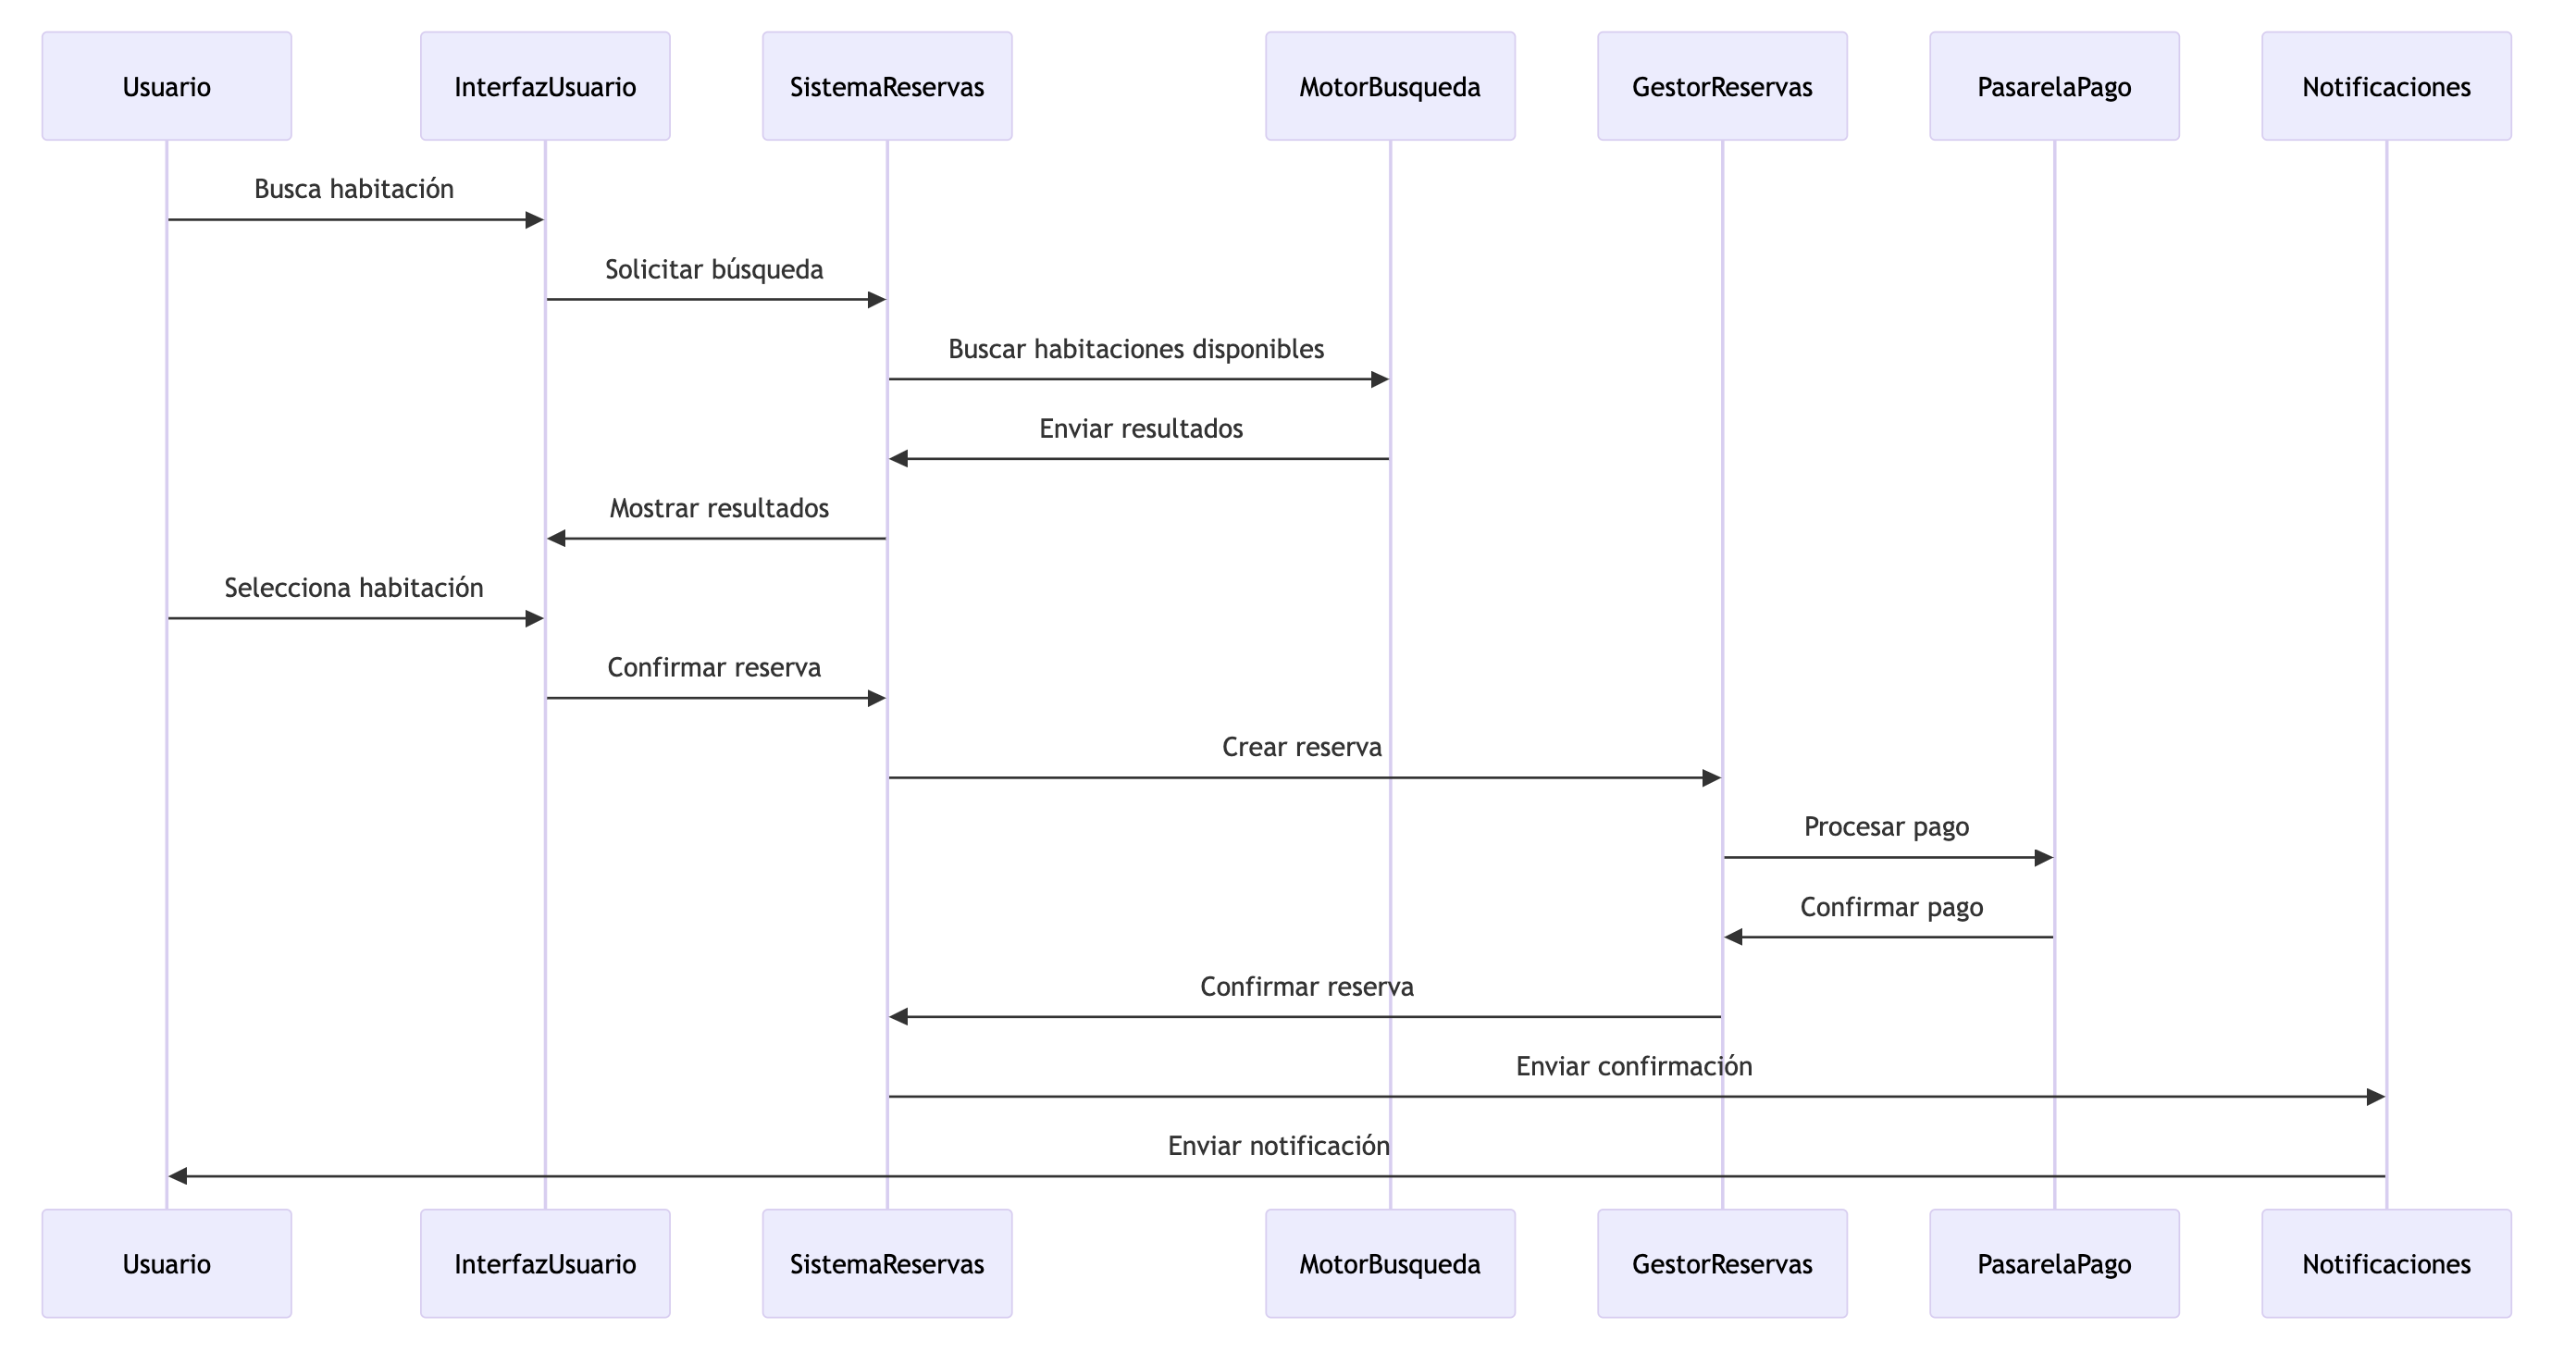 Usuario
InterfazUsuario
SistemaReservas
MotorBusqueda
GestorReservas
PasarelaPago
Notificaciones
Busca habitación
Solicitar búsqueda
Buscar habitaciones disponibles
Enviar resultados
Mostrar resultados
Selecciona habitación
Confirmar reserva
Crear reserva
Procesar pago
Confirmar pago
Confirmar reserva
Enviar confirmación
Enviar notificación
Usuario
InterfazUsuario
SistemaReservas
MotorBusqueda
GestorReservas
PasarelaPago
Notificaciones